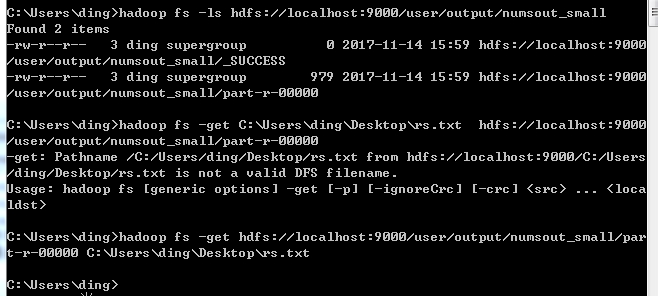 C:\Users\ding>hadoop fs -ls hdfs://localhost:9000/user/output/numsout_small
Found 2 items
-rw-r--r--   3 ding supergroup          0 2017-11-14 15:59 hdfs://localhost:9000
/user/output/numsout_small/_SUCCESS
-rw-r--r--   3 ding supergroup        979 2017-11-14 15:59 hdfs://localhost:9000
/user/output/numsout_small/part-r-00000
C:\Users\ding>hadoop fs -get C:\Users\ding\Desktop\rs.txt  hdfs://localhost:9000
/user/output/numsout_small/part-r-00000
-get: Pathname /C:/Users/ding/Desktop/rs.txt from hdfs://localhost:9000/C:/Users
/ding/Desktop/rs.txt is not a valid DFS filename.
Usage: hadoop fs [generic options] -get [-p] [-ignoreCrc] [-crc] <src> ... <loca
ldst>
C:\Users\ding>hadoop fs -get hdfs://localhost:9000/user/output/numsout_small/par
t-r-00000 C:\Users\ding\Desktop\rs.txt
C:\Users\ding>